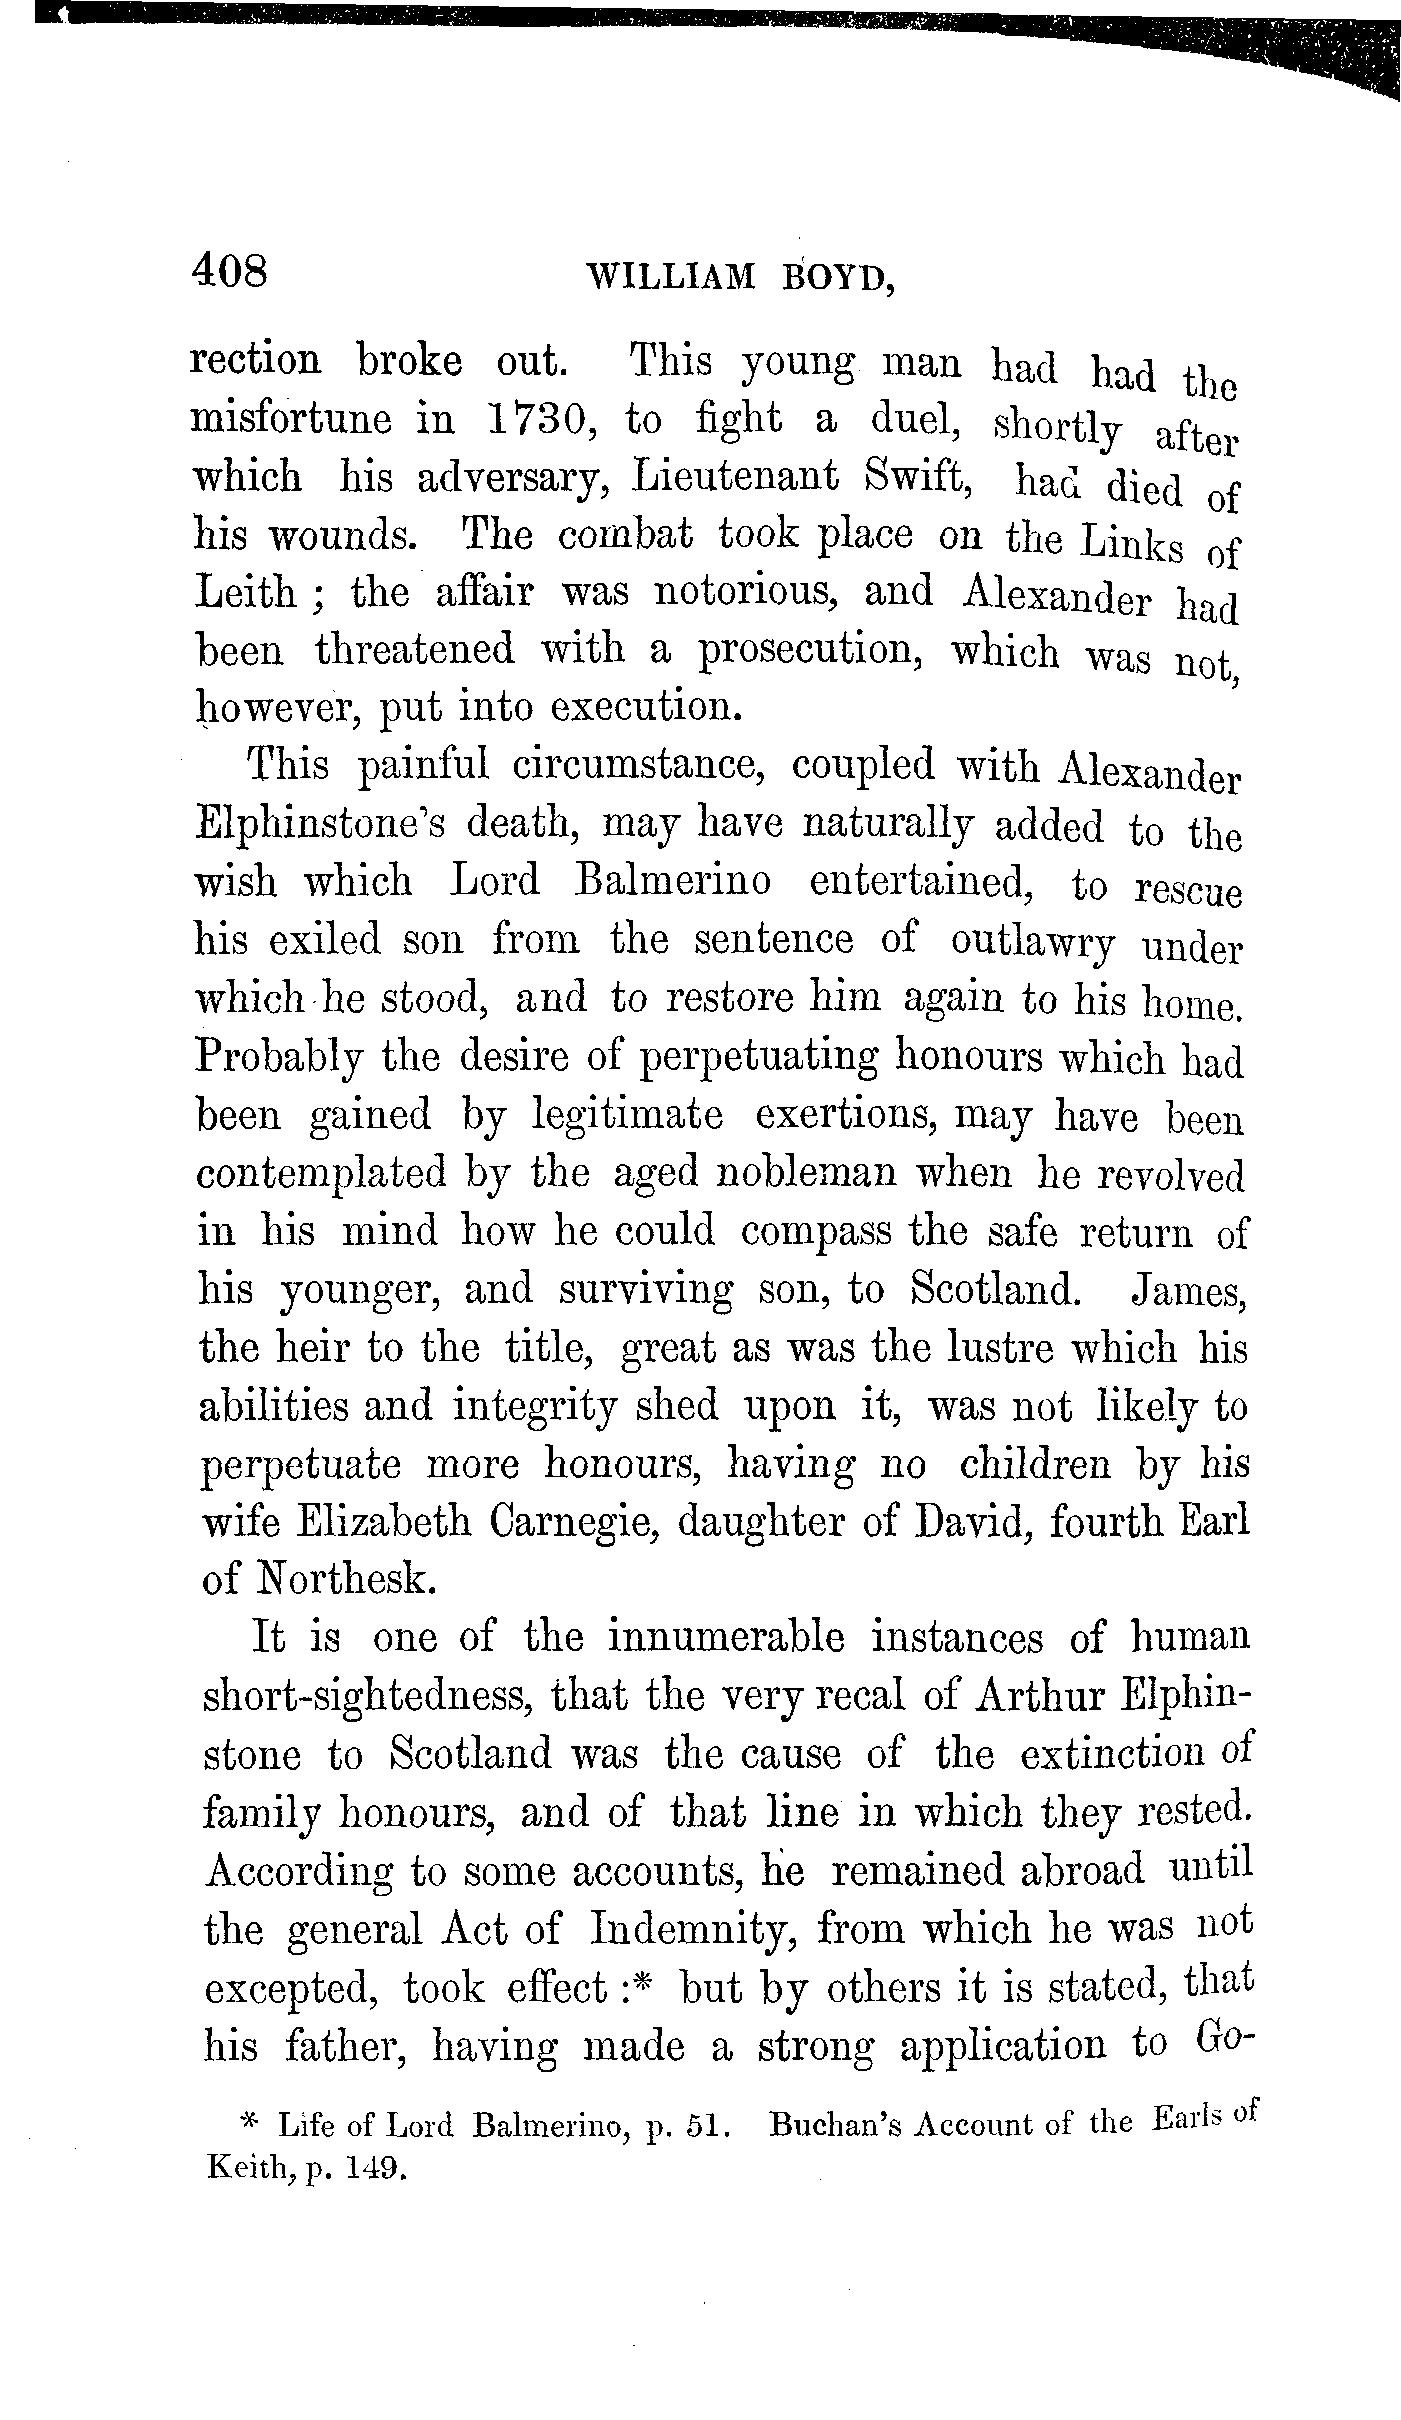 408 WILLIAM BOYD,
rection broke out. This young man had had the
misfortune in 1730, to fight a duel, shortly after
which his adversary, Lieutenant Swift, had died of
his wounds. The combat took place on the Links of
Leith ; the affair was notorious, and Alexander had
been threatened with a prosecution, which was not,
however, put into execution.
This painful circumstance, coupled with Alexander
Elphinstone's death, may have naturally added to the
wish which Lord Balmerino entertained, to rescue
his exiled son from the sentence of outlawry under
which he stood, and to restore him again to his home.
Probably the desire of perpetuating honours which had
been gained by legitimate exertions, may have been
contemplated by the aged nobleman when he revolved
in his mind how he could compass the safe return of
his younger, and surviving son, to Scotland. James,
the heir to the title, great as was the lustre which his
abilities and integrity shed upon it, was not likely to
perpetuate more honours, having no children by his
wife Elizabeth Carnegie, daughter of David, fourth Earl
of Northesk.
It is one of the innumerable instances of human
short-sightedness, that the very recal of Arthur Elphin-
stone to Scotland was the cause of the extinction of
family honours, and of that line in which they rested.
According to some accounts, he remained abroad until
the general Act of Indemnity, from which he was not
excepted, took effect :* but by others it is stated, that
his father, having made a strong application to Go-
* Life of Lord Balmerino, p. 51. Buchan's Account of the Earls of
Keith, p. 149.